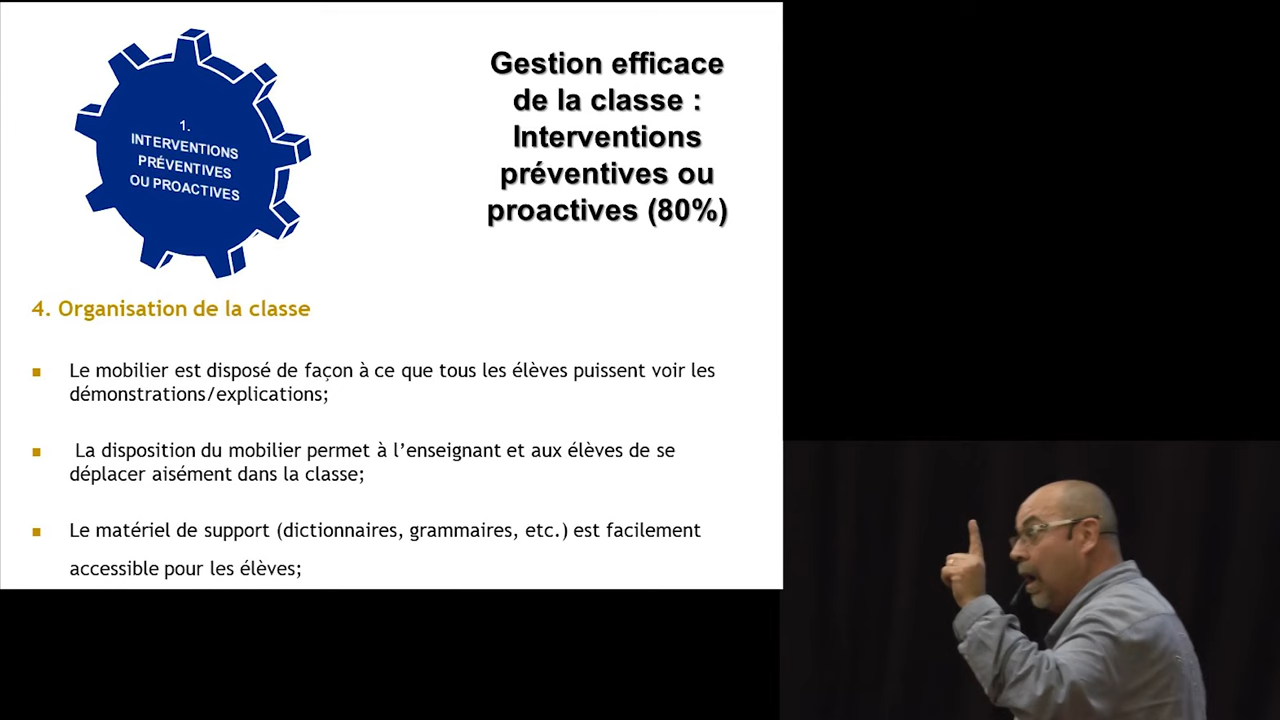 1.
INTERVENTIONS
PRÉVENTIVES
OU PROACTIVES
Gestion efficace
de la classe :
Interventions
préventives ou
proactives (80%)
4. Organisation de la classe
Le mobilier est disposé de façon à ce que tous les élèves puissent voir les
démonstrations/explications;
La disposition du mobilier permet à l’enseignant et aux élèves de se
déplacer aisément dans la classe;
Le matériel de support (dictionnaires, grammaires, etc.) est facilement
accessible pour les élèves;